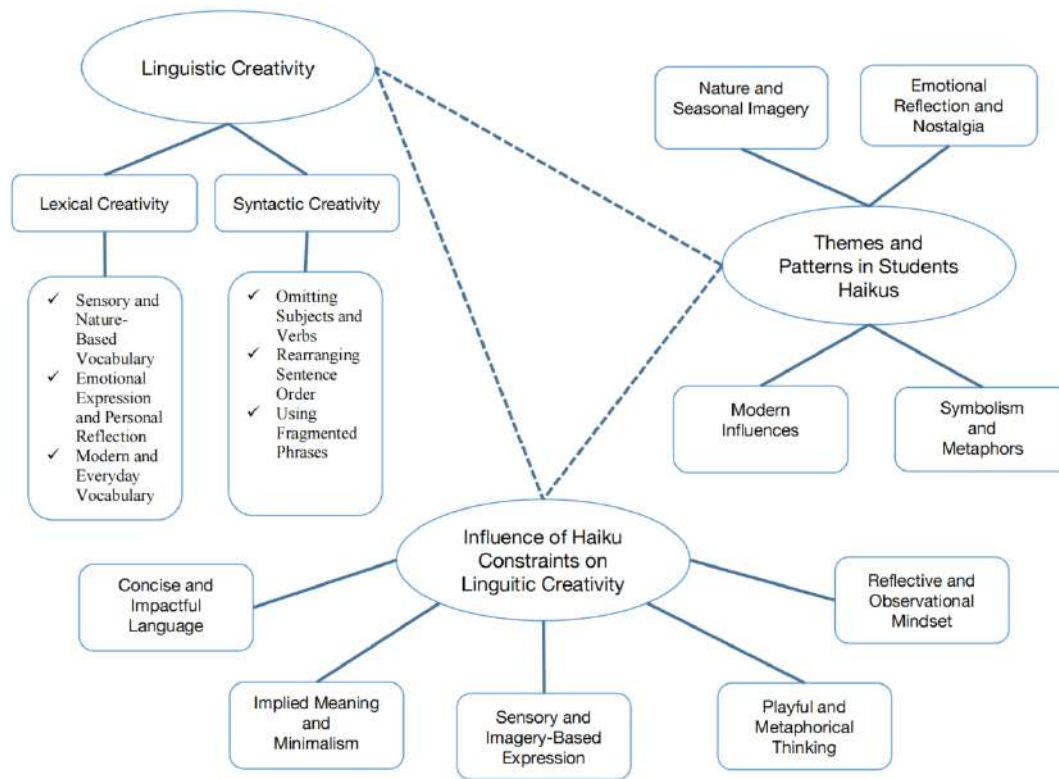 Linguistic Creativity
Nature and
Seasonal Imagery
Emotional
Reflection and
Nostalgia
Lexical Creativity
Syntactic Creativity
Themes and
Patterns in Students
Haikus
✓ Sensory and
Nature-
Based
Vocabulary
✓ Emotional
Expression
and Personal
Reflection
✓ Modern and
Everyday
Vocabulary
✓ Omitting
Subjects and
Verbs
✓ Rearranging
Sentence
Order
✓ Using
Fragmented
Phrases
Modern
Influences
Symbolism
and
Metaphors
Influence of Haiku
Constraints on
Linguitic Creativity
Concise and
Impactful
Language
Reflective and
Observational
Mindset
Implied Meaning
and
Minimalism
Sensory and
Imagery-Based
Expression
Playful and
Metaphorical
Thinking